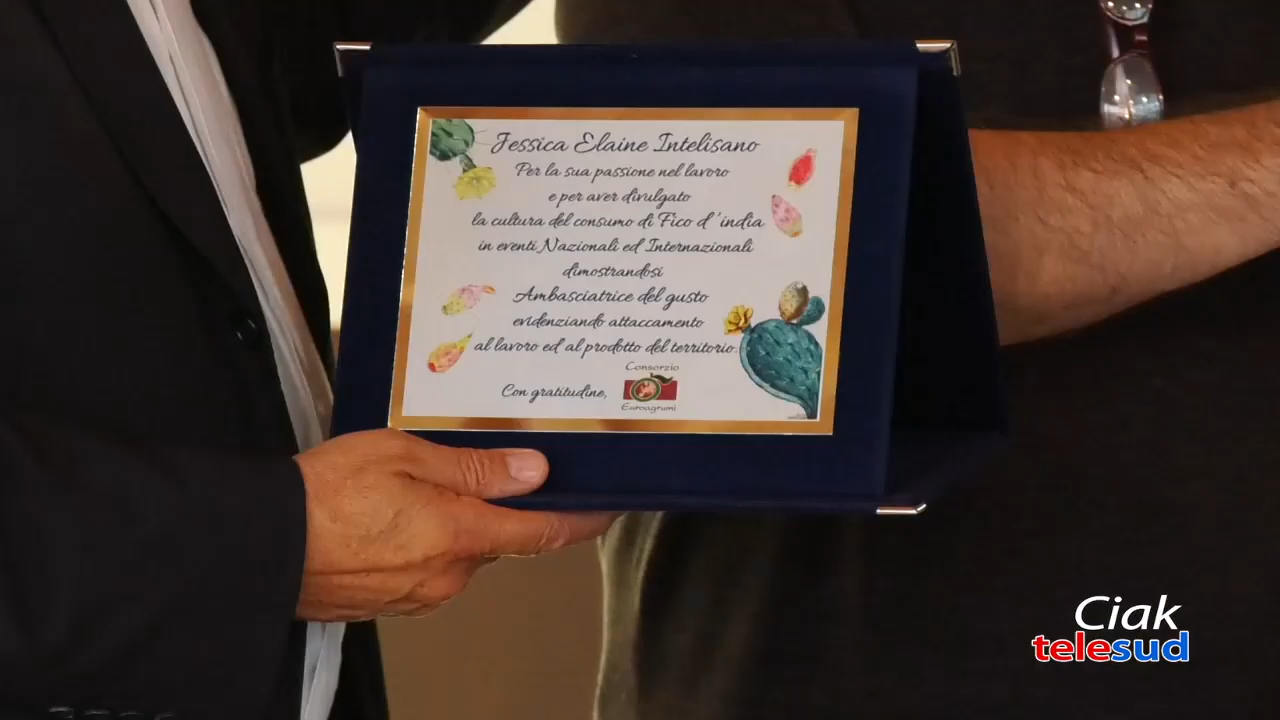 Jessica Elaine Intelisano
Per la sua passione nel lavoro
e per aver divulgato
la cultura del consumo di Fico d'india
in eventi Nazionali ed Internazionali
dimostrandosi
Ambasciatrice del gusto
evidenziando attaccamento
al lavoro ed al prodotto del territorio.
Consorzio
Con gratitudine,
Euroagrumi
Ciak
telesud